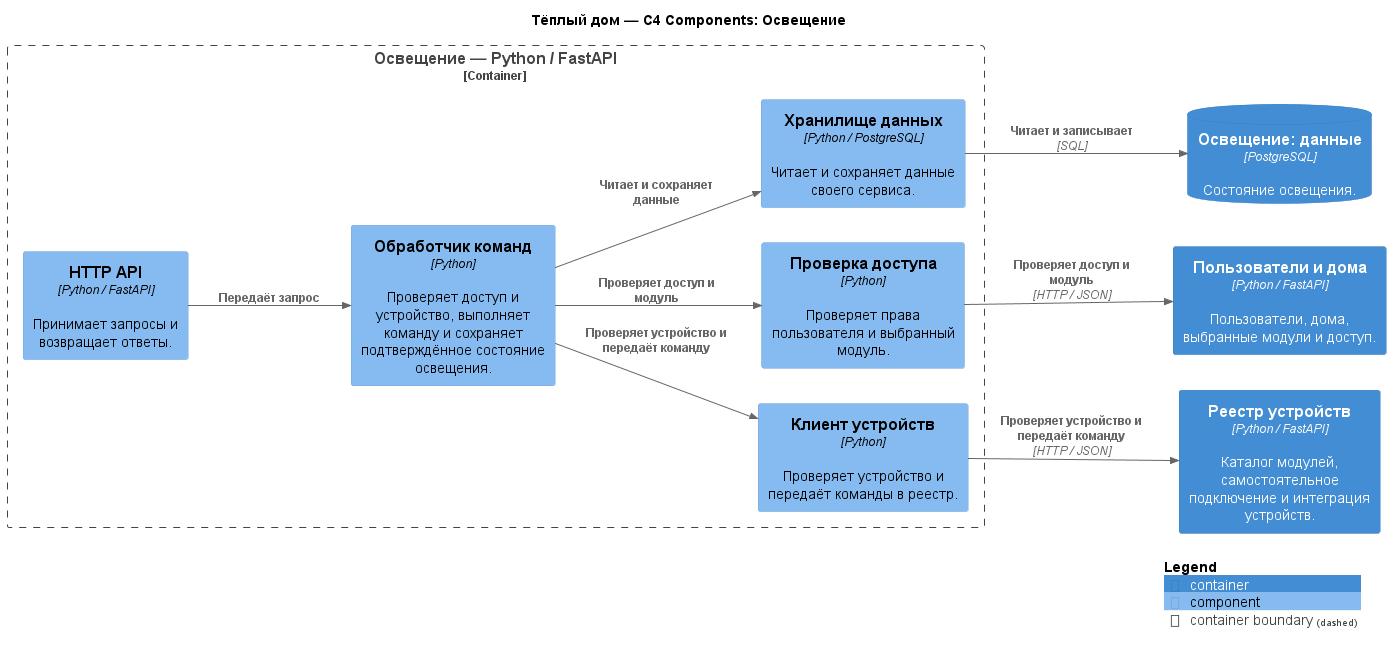 Тёплый дом — C4 Components: Освещение
Освещение — Python / FastAPI
[Container]
HTTP API
[Python / FastAPI]
Принимает запросы и
возвращает ответы.
Передаёт запрос
Обработчик команд
[Python]
Проверяет доступ и
устройство, выполняет
команду и сохраняет
подтверждённое состояние
освещения.
Читает и сохраняет
данные
Проверяет доступ и
модуль
Проверяет устройство и
передаёт команду
Хранилище данных
[Python / PostgreSQL]
Читает и сохраняет данные
своего сервиса.
Проверка доступа
[Python]
Проверяет права
пользователя и выбранный
модуль.
Клиент устройств
[Python]
Проверяет устройство и
передаёт команды в реестр.
Читает и записывает
[SQL]
Проверяет доступ и
модуль
[HTTP / JSON]
Проверяет устройство и
передаёт команду
[HTTP / JSON]
Освещение: данные
[PostgreSQL]
Состояние освещения.
Пользователи и дома
[Python / FastAPI]
Пользователи, дома,
выбранные модули и доступ.
Реестр устройств
[Python / FastAPI]
Каталог модулей,
самостоятельное
подключение и интеграция
устройств.
Legend
container
component
container boundary (dashed)